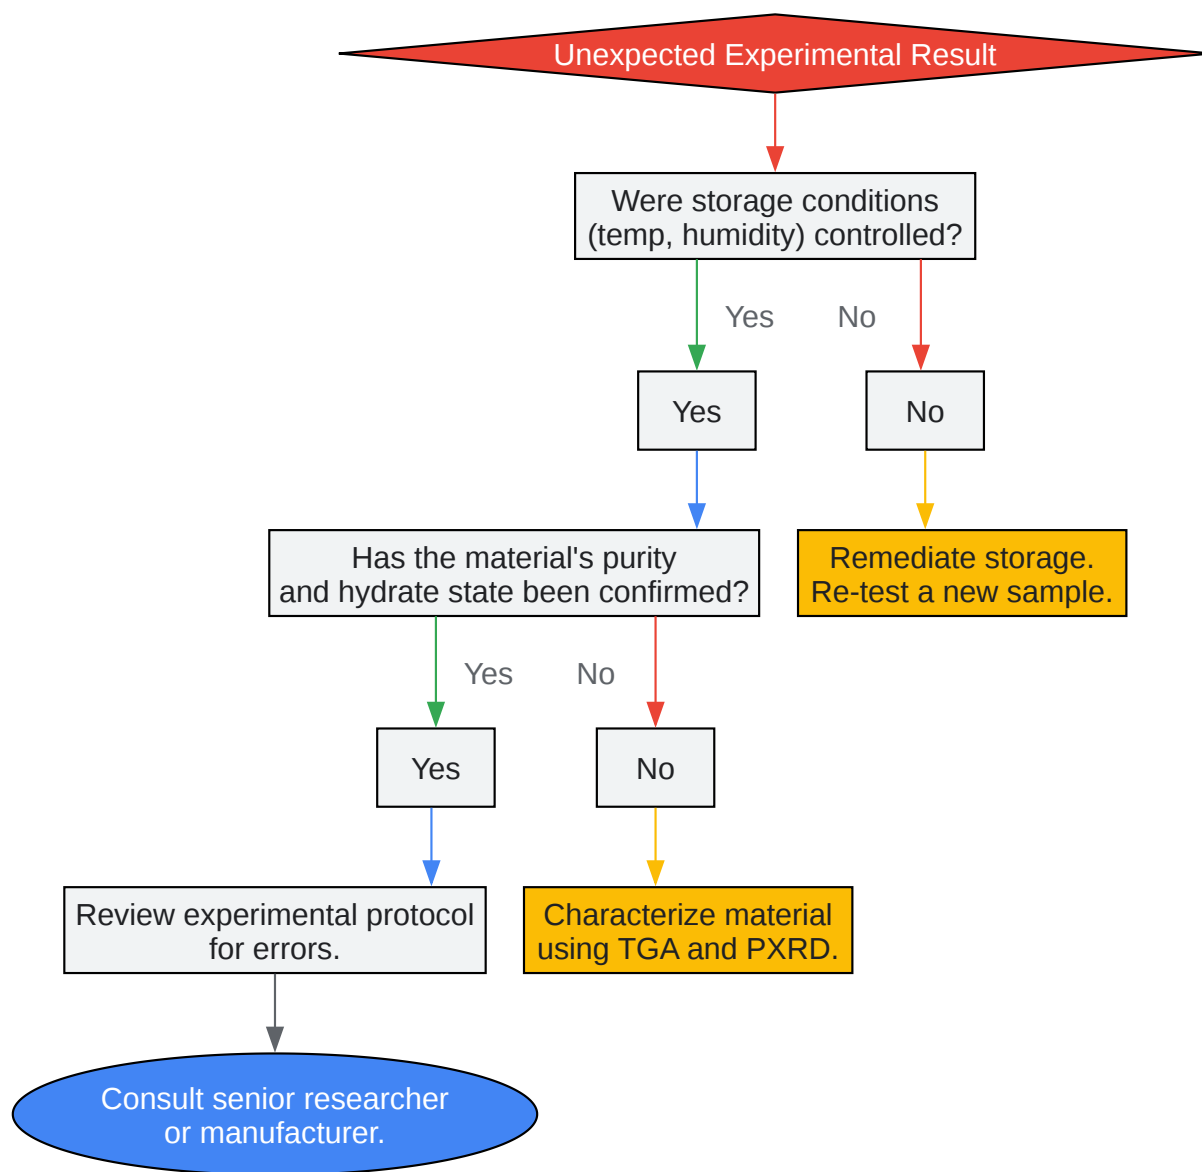 Unexpected Experimental Result
Were storage conditions
(temp, humidity) controlled?
Yes
No
Yes
No
Has the material's purity
and hydrate state been confirmed?
Remediate storage.
Re-test a new sample.
Yes
No
Yes
No
Review experimental protocol
for errors.
Characterize material
using TGA and PXRD.
Consult senior researcher
or manufacturer.